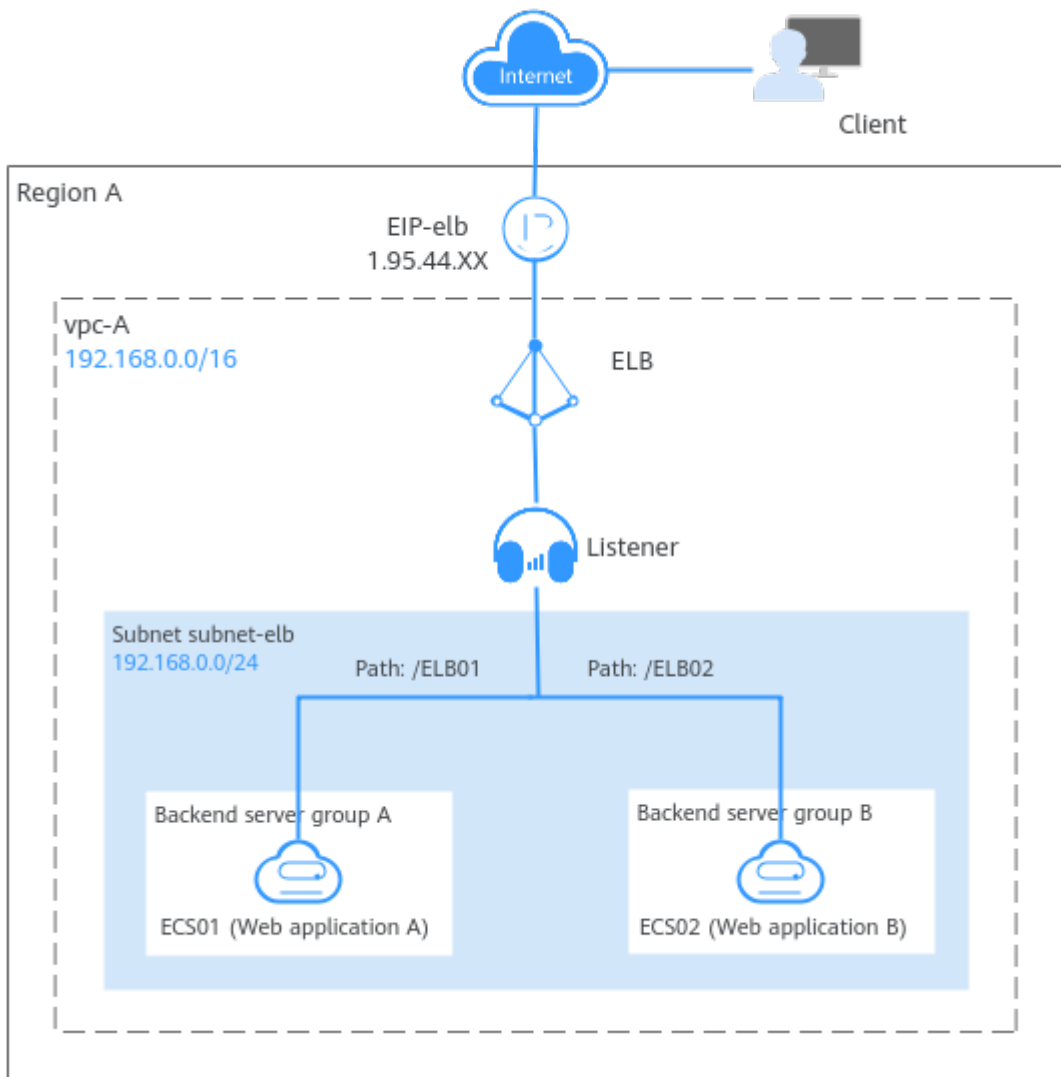 Internet
Client
Region A
EIP-elb
1.95.44.XX
vpc-A
192.168.0.0/16
ELB
Listener
Subnet subnet-elb
192.168.0.0/24
Path: /ELB01
Path: /ELB02
Backend server group A
Backend server group B
ECS01 (Web application A)
ECS02 (Web application B)